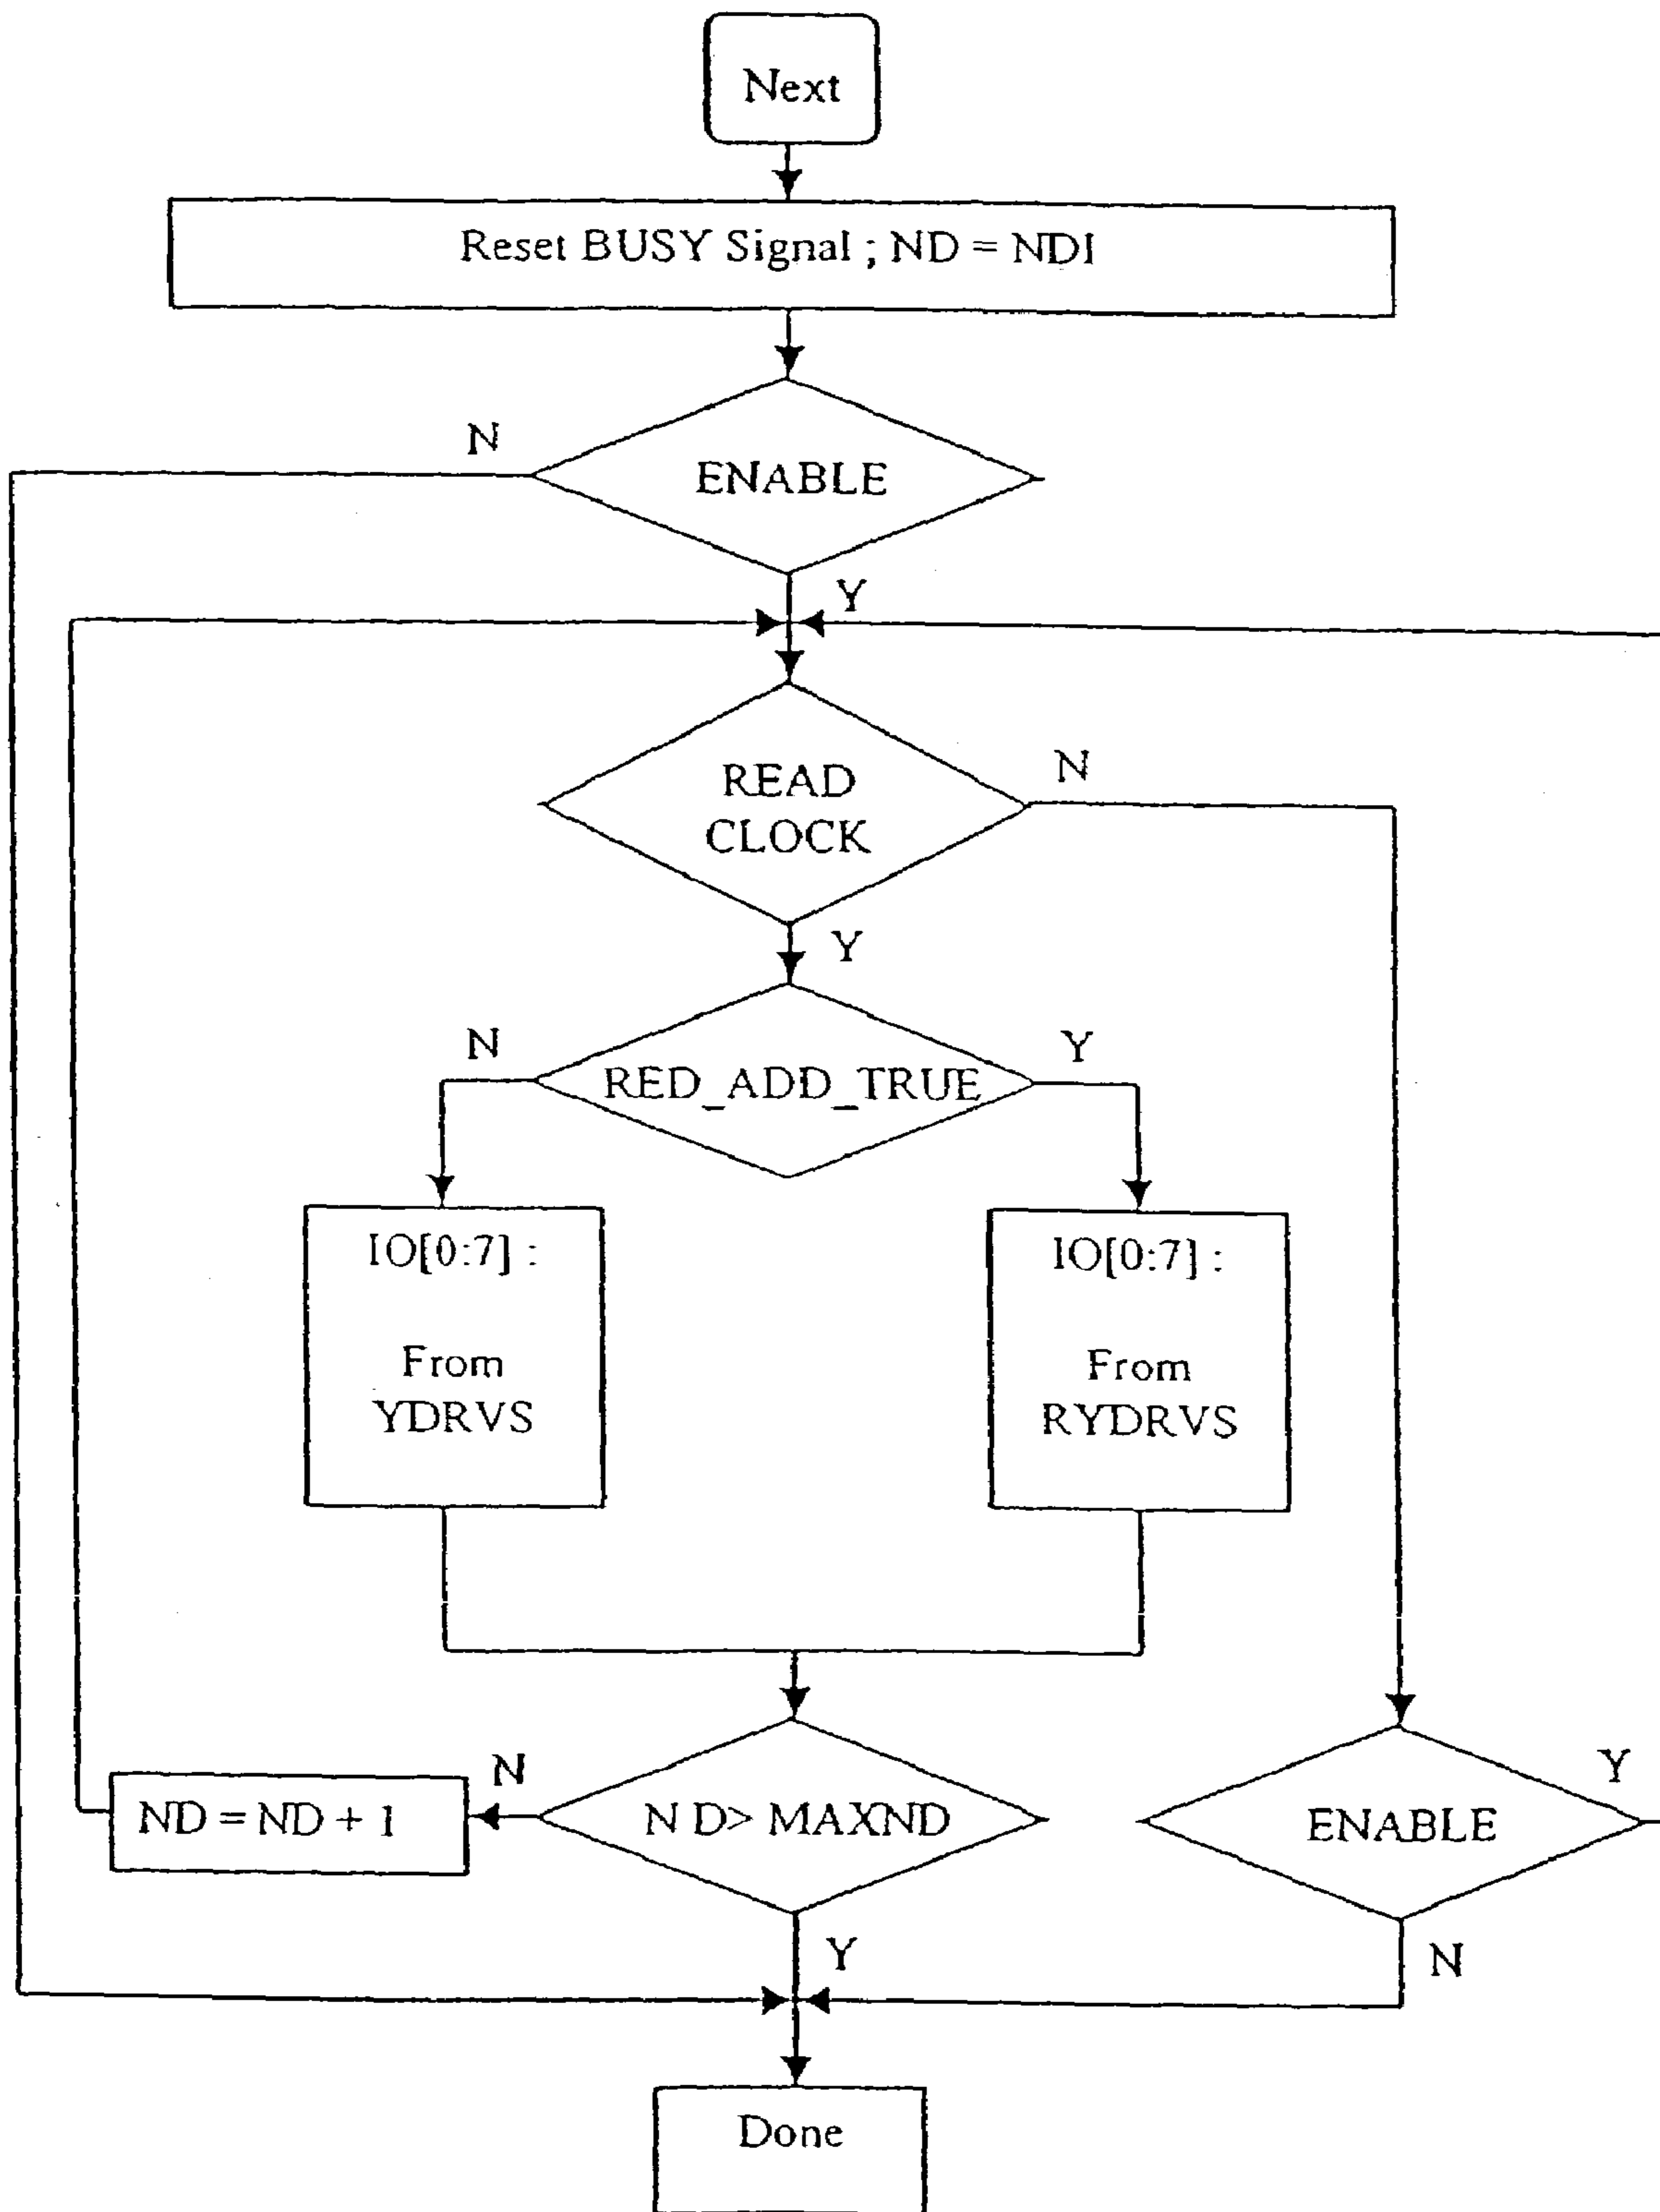 Next
Reset BUSY Signal ; ND = NDI
N
ENABLE
Y
READ
CLOCK
N
Y
N
RED_ADD_TRUE
Y
IO[0:7] :
From
YDRVS
IO[0:7] :
From
RYDRVS
ND = ND + 1
N
N D> MAXND
Y
ENABLE
Y
N
Done